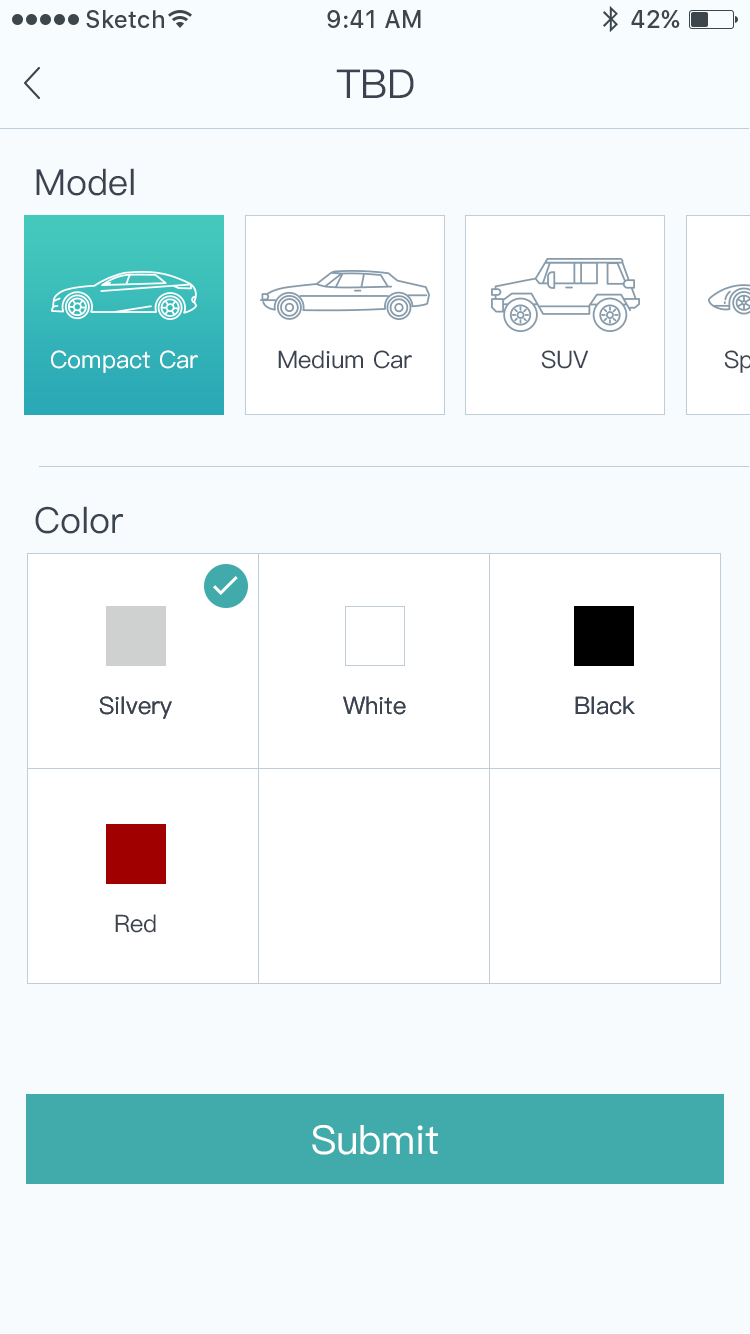 Sketch 9:41 AM 42%
TBD
Model
Compact Car Medium Car SUV Sp
Color
Silvery White Black
Red
Submit